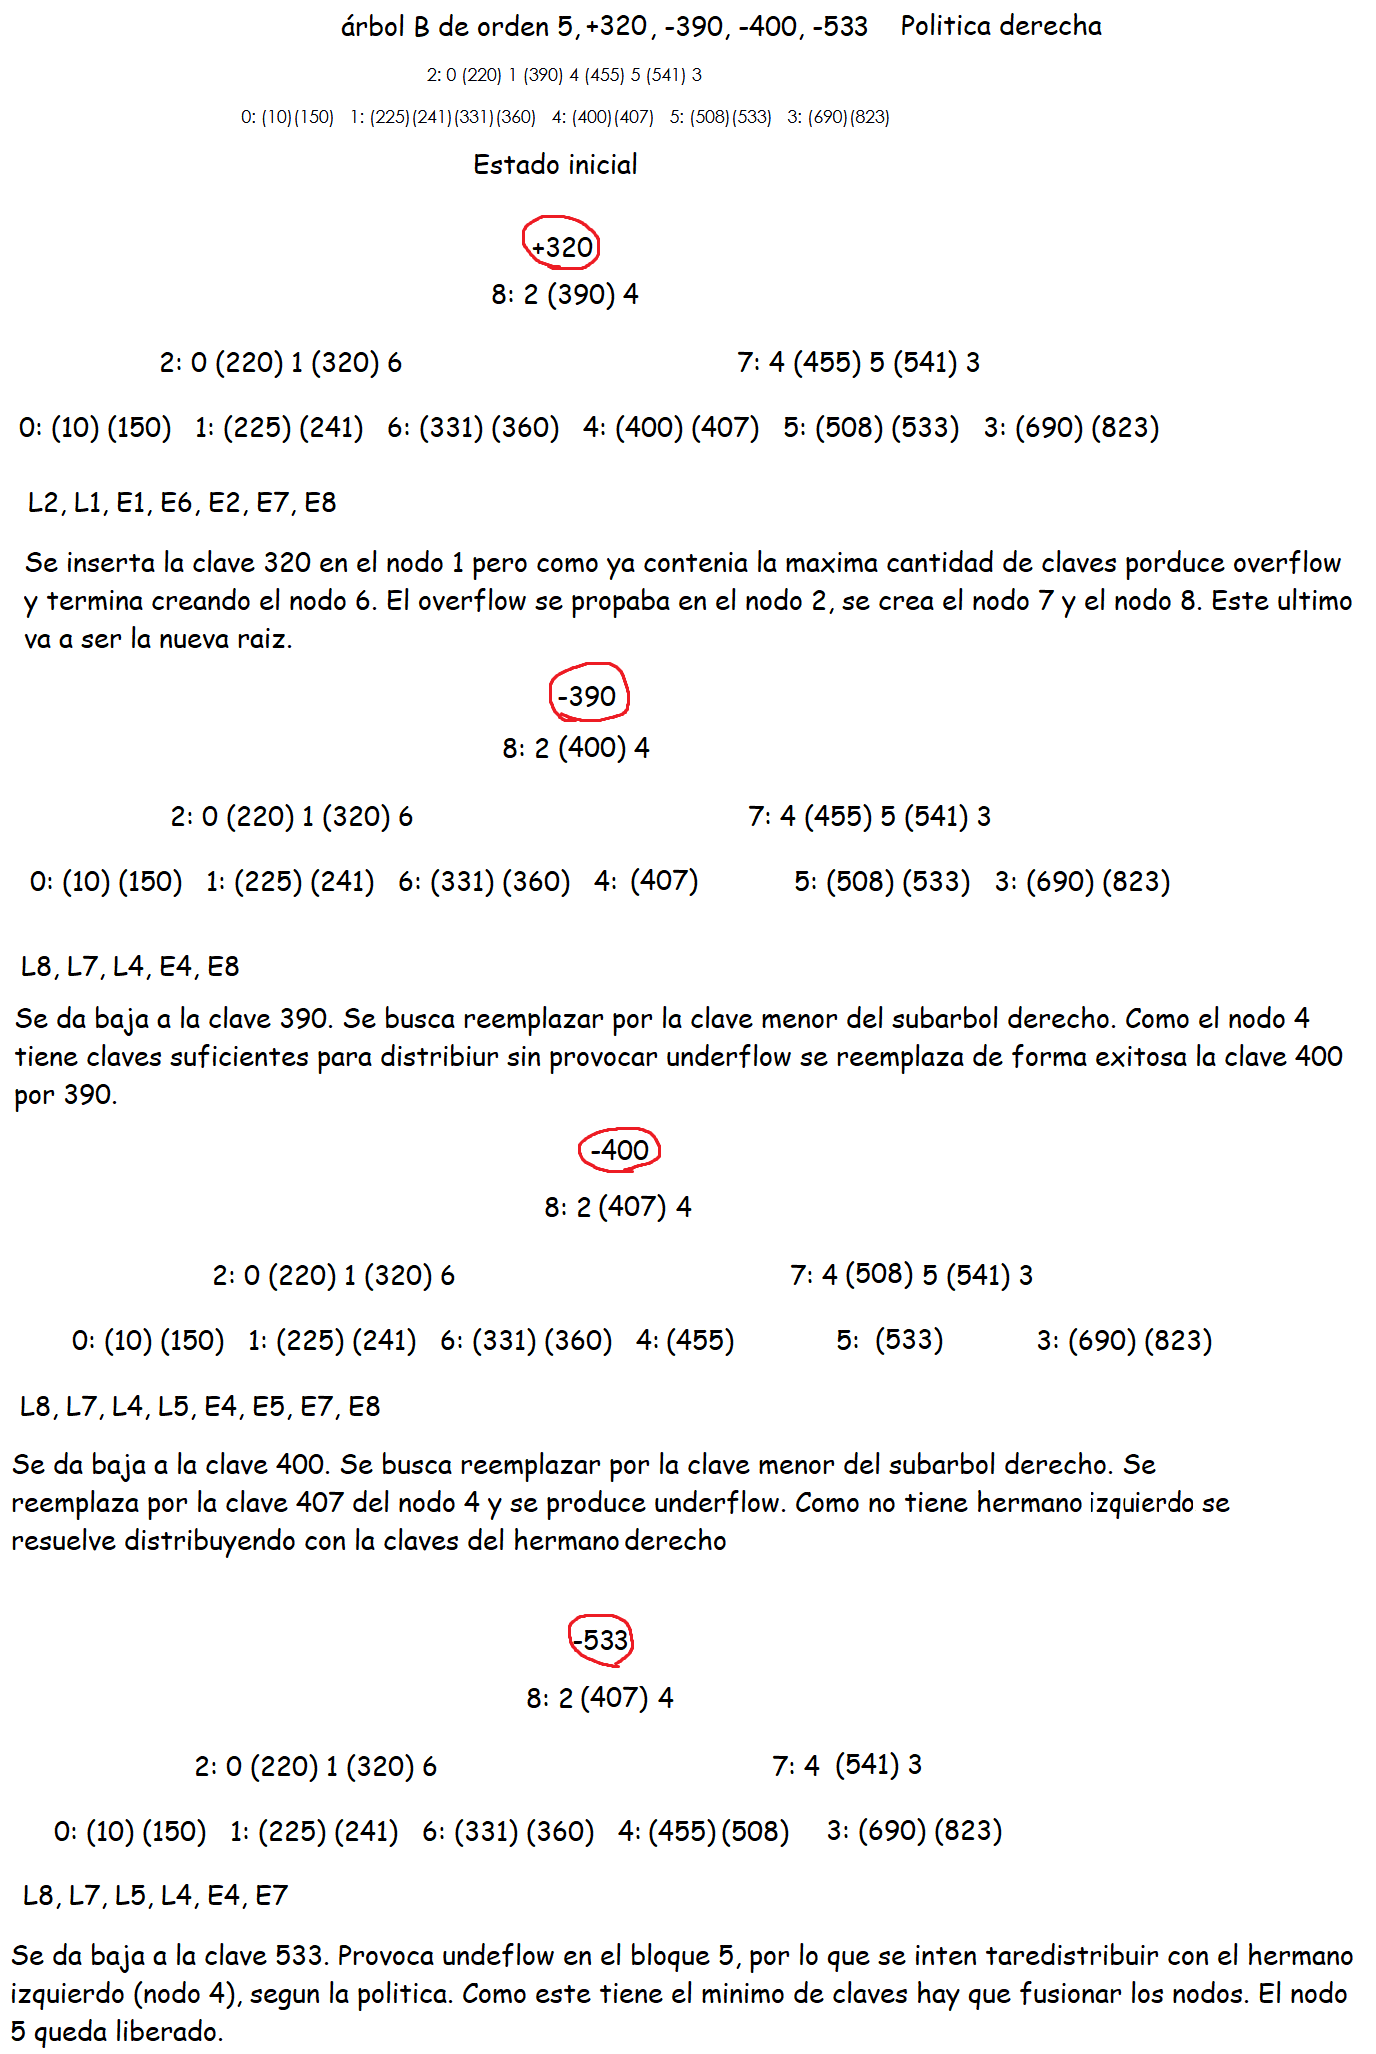 árbol B de orden 5, +320, -390, -400, -533 Politica derecha
2: 0 (220) 1 (390) 4 (455) 5 (541) 3
0: (10)(150) 1: (225)(241)(331)(360) 4: (400)(407) 5: (508)(533) 3: (690)(823)
Estado inicial
+320
8: 2 (390) 4
2: 0 (220) 1 (320) 6 7: 4 (455) 5 (541) 3
0: (10) (150) 1: (225) (241) 6: (331) (360) 4: (400) (407) 5: (508) (533) 3: (690) (823)
L2, L1, E1, E6, E2, E7, E8
Se inserta la clave 320 en el nodo 1 pero como ya contenia la maxima cantidad de claves porduce overflow
y termina creando el nodo 6. El overflow se propaba en el nodo 2, se crea el nodo 7 y el nodo 8. Este ultimo
va a ser la nueva raiz.
-390
8: 2 (400) 4
2: 0 (220) 1 (320) 6 7: 4 (455) 5 (541) 3
0: (10) (150) 1: (225) (241) 6: (331) (360) 4: (407) 5: (508) (533) 3: (690) (823)
L8, L7, L4, E4, E8
Se da baja a la clave 390. Se busca reemplazar por la clave menor del subarbol derecho. Como el nodo 4
tiene claves suficientes para distribiur sin provocar underflow se reemplaza de forma exitosa la clave 400
por 390.
-400
8: 2 (407) 4
2: 0 (220) 1 (320) 6 7: 4 (508) 5 (541) 3
0: (10) (150) 1: (225) (241) 6: (331) (360) 4: (455) 5: (533) 3: (690) (823)
L8, L7, L4, L5, E4, E5, E7, E8
Se da baja a la clave 400. Se busca reemplazar por la clave menor del subarbol derecho. Se
reemplaza por la clave 407 del nodo 4 y se produce underflow. Como no tiene hermano izquierdo se
resuelve distribuyendo con la claves del hermano derecho
-533
8: 2 (407) 4
2: 0 (220) 1 (320) 6 7: 4 (541) 3
0: (10) (150) 1: (225) (241) 6: (331) (360) 4: (455) (508) 3: (690) (823)
L8, L7, L5, L4, E4, E7
Se da baja a la clave 533. Provoca undeflow en el bloque 5, por lo que se inten taredistribuir con el hermano
izquierdo (nodo 4), segun la politica. Como este tiene el minimo de claves hay que fusionar los nodos. El nodo
5 queda liberado.